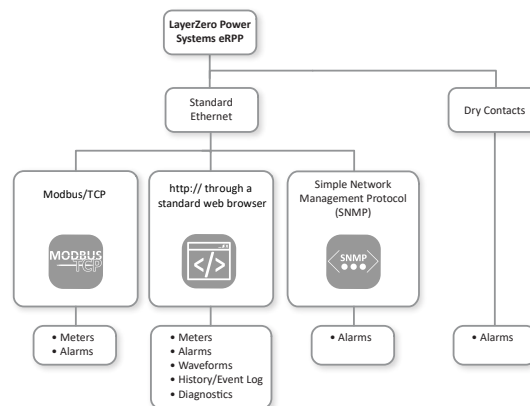 LayerZero Power
Systems eRPP
Standard
Ethernet
Dry Contacts
Modbus/TCP
http:// through a
standard web browser
Simple Network
Management Protocol
(SNMP)
MODBUS
TCP
</>
SNMP
• Meters
• Alarms
• Meters
• Alarms
• Waveforms
• History/Event Log
• Diagnostics
• Alarms
• Alarms